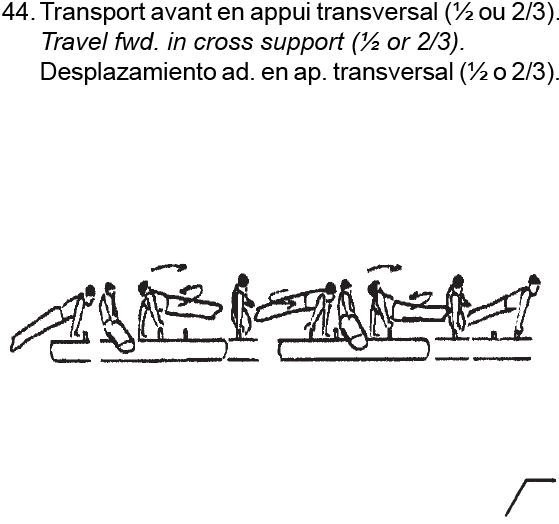 44. Transport avant en appui transversal (½ ou 2/3).
Travel fwd. in cross support (½ or 2/3).
Desplazamiento ad. en ap. transversal (½ o 2/3).